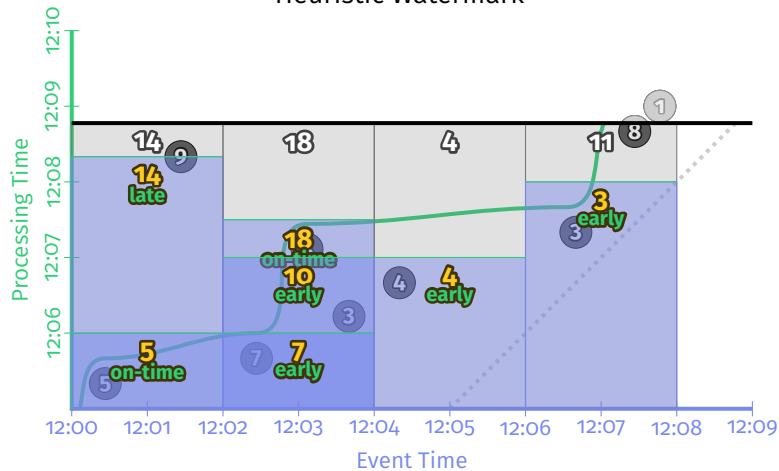 Heuristic Watermark
12:10
12:09
12:08
12:07
12:06
Processing Time
1
14
9
18
4
11
8
14
late
3
early
3
18
on-time
10
early
4
4
early
3
5
on-time
5
7
7
early
12:00 12:01 12:02 12:03 12:04 12:05 12:06 12:07 12:08 12:09
Event Time